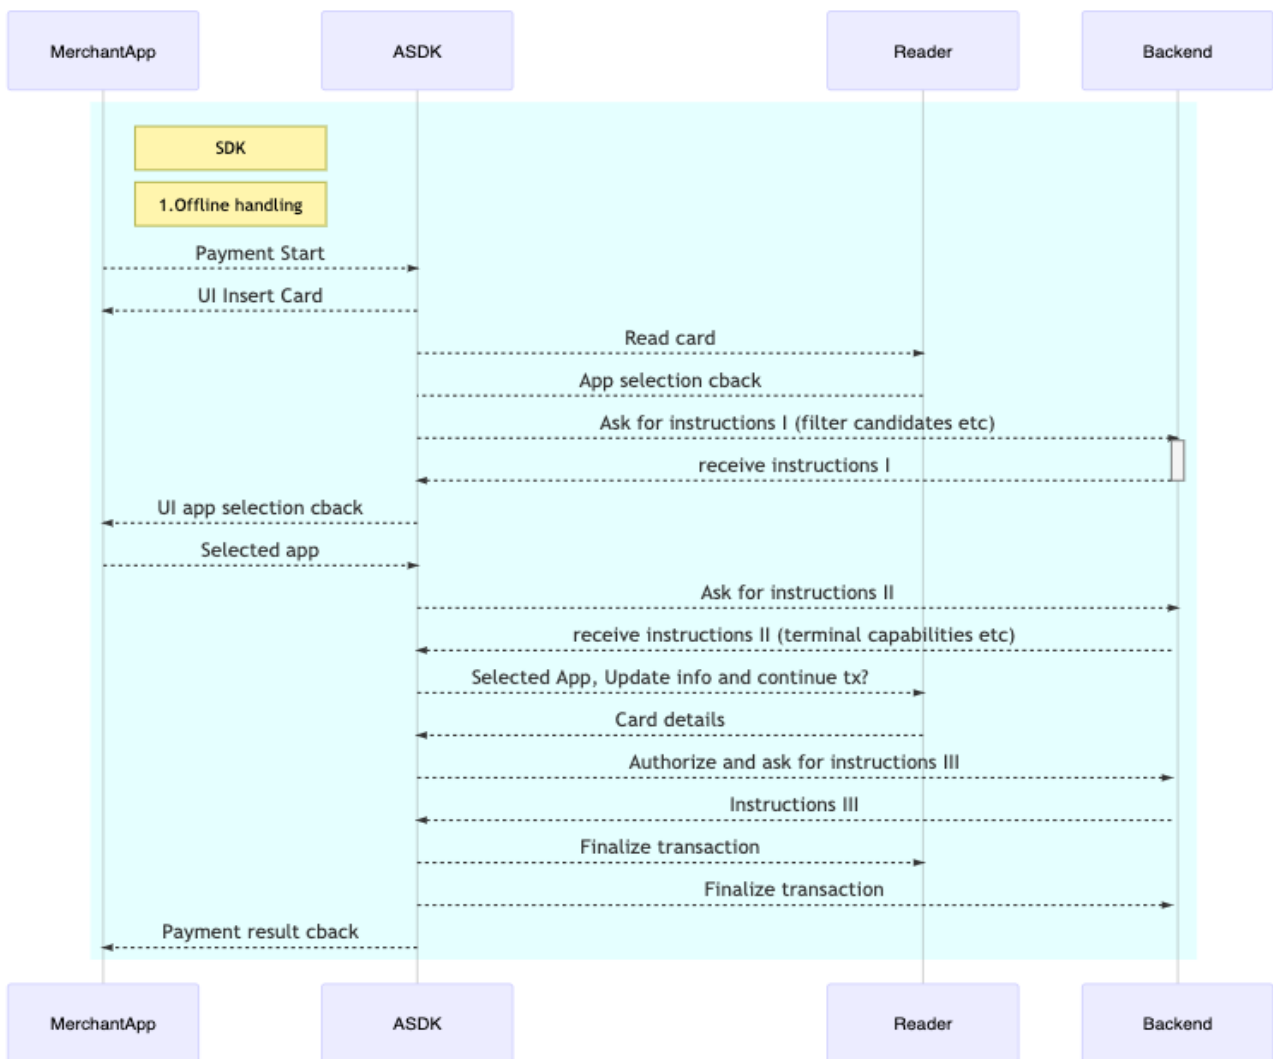 MerchantApp
ASDK
Reader
Backend
SDK
1.Offline handling
Payment Start
UI Insert Card
Read card
App selection cback
Ask for instructions I (filter candidates etc)
receive instructions I
UI app selection cback
Selected app
Ask for instructions II
receive instructions II (terminal capabilities etc)
Selected App, Update info and continue tx?
Card details
Authorize and ask for instructions III
Instructions III
Finalize transaction
Finalize transaction
Payment result cback
MerchantApp
ASDK
Reader
Backend